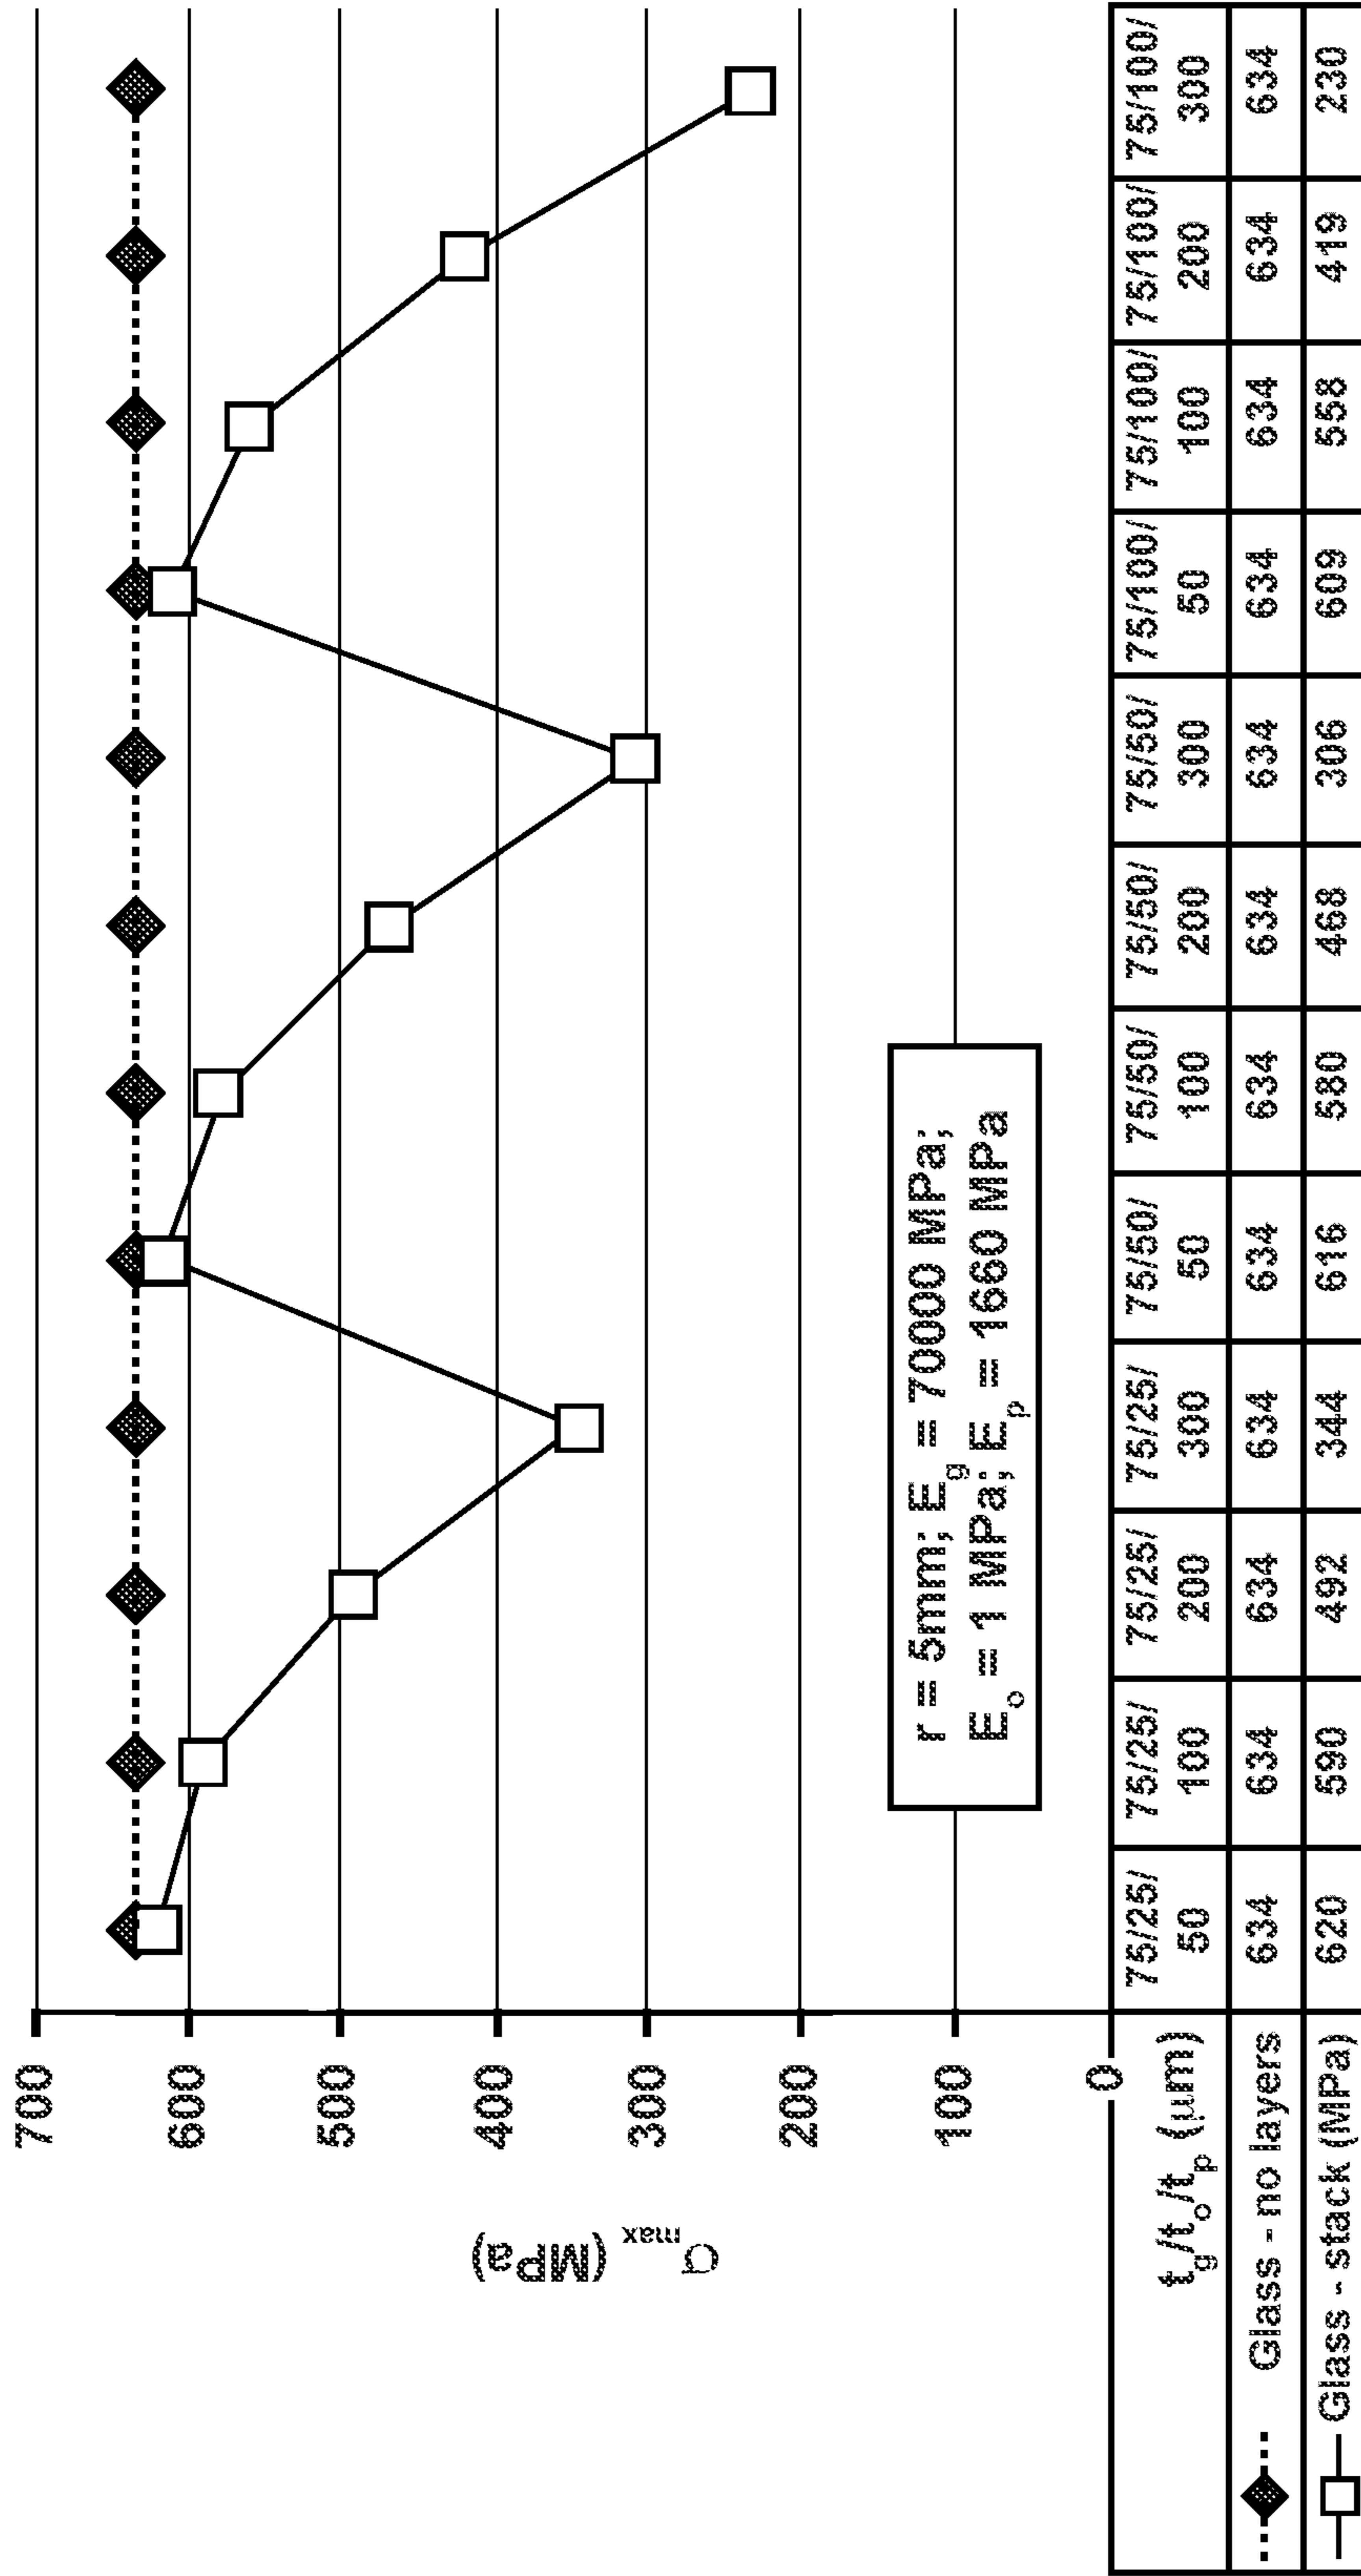 700
600
500
400
300
200
100
0
σmax (MPa)
r = 5mm; Eg = 70000 MPa;
Eo = 1 MPa; Ep = 1660 MPa
tg/to/tp (μm) 75/25/50 75/25/100 75/25/200 75/25/300 75/50/50 75/50/100 75/50/200 75/50/300 75/100/50 75/100/100 75/100/200 75/100/300
Glass - no layers 634 634 634 634 634 634 634 634 634 634 634 634
Glass - stack (MPa) 620 590 492 344 616 580 468 306 609 558 419 230